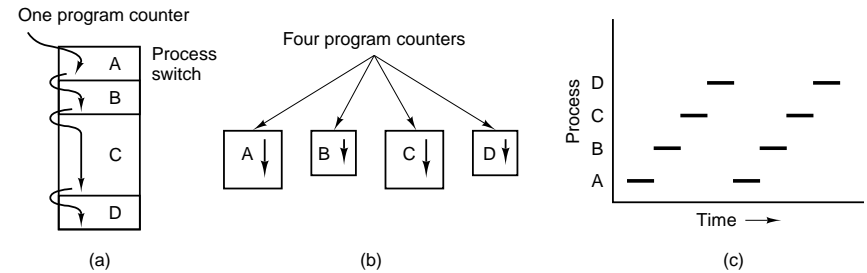 One program counter
Process
switch
A
B
C
D
(a)
Four program counters
A
B
C
D
(b)
Process
D
C
B
A
Time
(c)